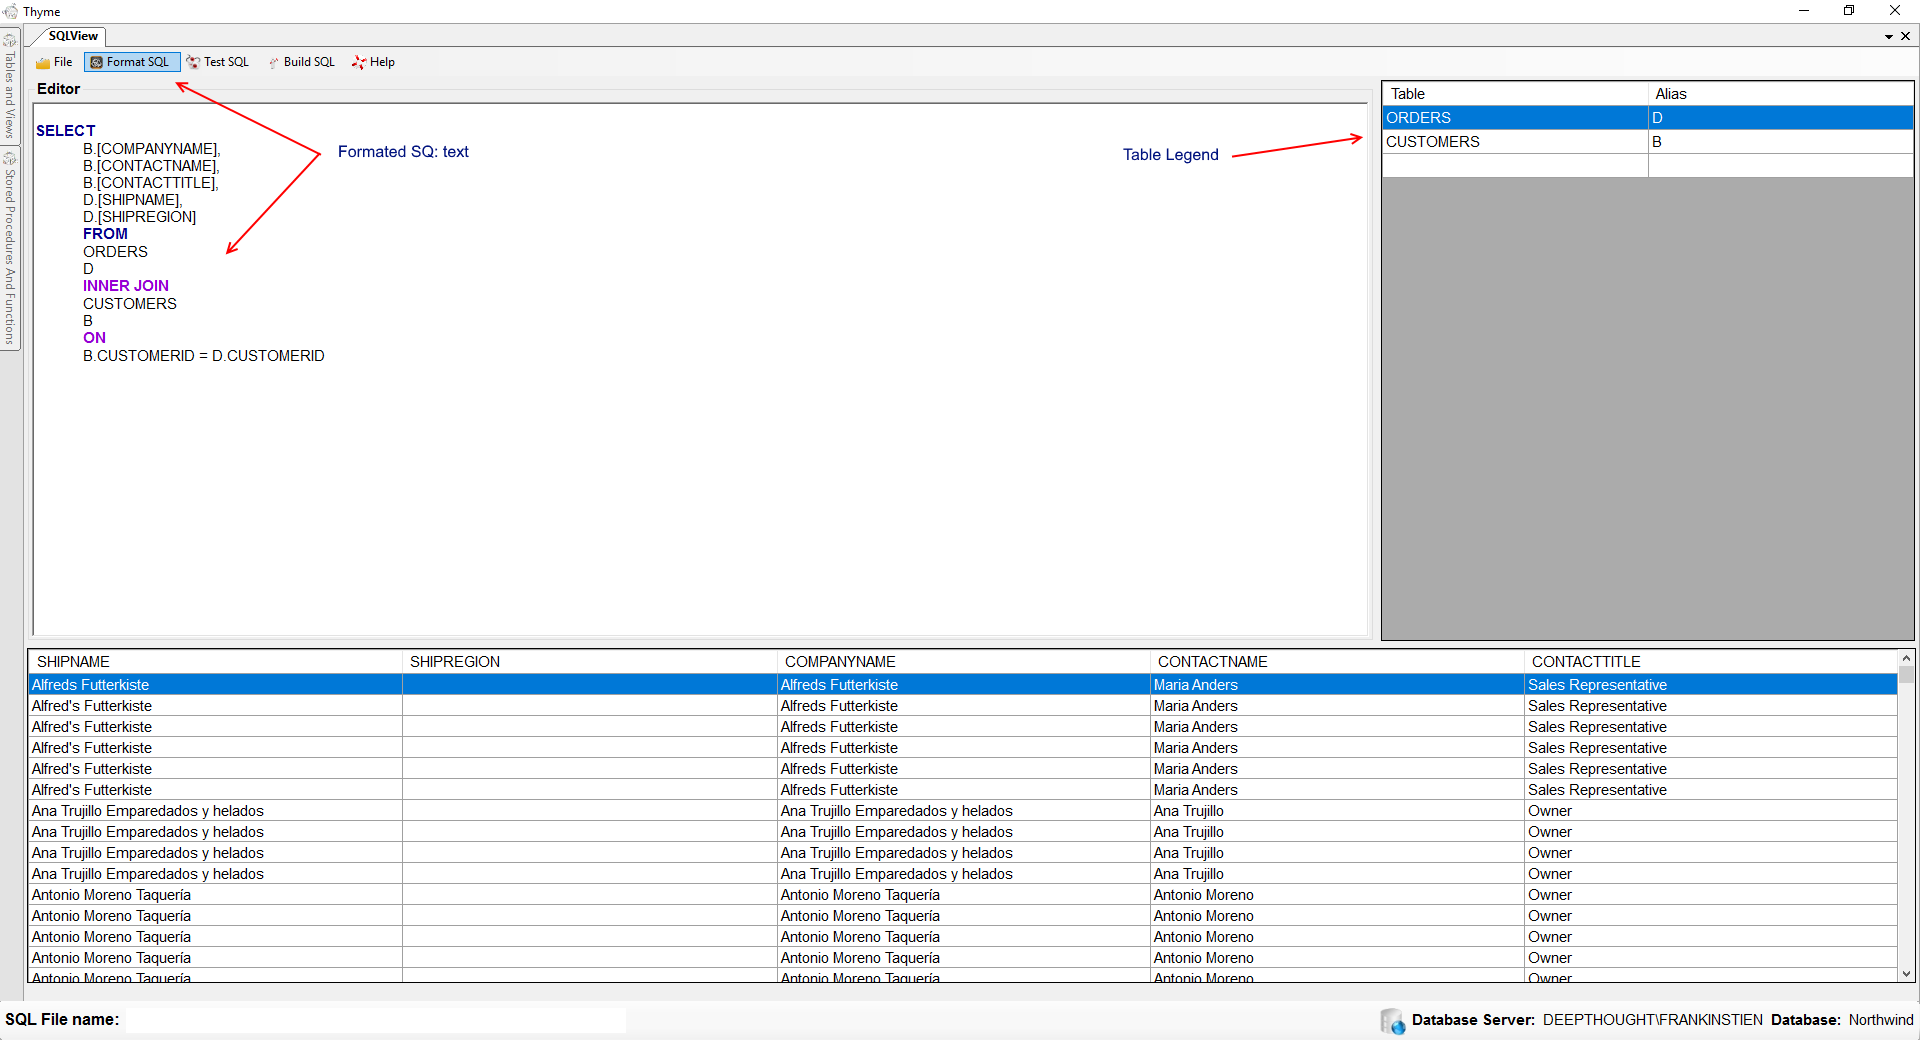 Thyme
SQLView
File Format SQL Test SQL Build SQL Help
Tables and Views
Stored Procedures And Functions
Editor
SELECT
B.[COMPANYNAME],
B.[CONTACTNAME],
B.[CONTACTTITLE],
D.[SHIPNAME],
D.[SHIPREGION]
FROM
ORDERS
D
INNER JOIN
CUSTOMERS
B
ON
B.CUSTOMERID = D.CUSTOMERID
Formated SQ: text
Table Legend
Table Alias
ORDERS D
CUSTOMERS B
SHIPNAME SHIPREGION COMPANYNAME CONTACTNAME CONTACTTITLE
Alfreds Futterkiste Alfreds Futterkiste Maria Anders Sales Representative
Alfred's Futterkiste Alfreds Futterkiste Maria Anders Sales Representative
Alfred's Futterkiste Alfreds Futterkiste Maria Anders Sales Representative
Alfred's Futterkiste Alfreds Futterkiste Maria Anders Sales Representative
Alfred's Futterkiste Alfreds Futterkiste Maria Anders Sales Representative
Alfred's Futterkiste Alfreds Futterkiste Maria Anders Sales Representative
Ana Trujillo Emparedados y helados Ana Trujillo Emparedados y helados Ana Trujillo Owner
Ana Trujillo Emparedados y helados Ana Trujillo Emparedados y helados Ana Trujillo Owner
Ana Trujillo Emparedados y helados Ana Trujillo Emparedados y helados Ana Trujillo Owner
Ana Trujillo Emparedados y helados Ana Trujillo Emparedados y helados Ana Trujillo Owner
Antonio Moreno Taquería Antonio Moreno Taquería Antonio Moreno Owner
Antonio Moreno Taquería Antonio Moreno Taquería Antonio Moreno Owner
Antonio Moreno Taquería Antonio Moreno Taquería Antonio Moreno Owner
Antonio Moreno Taquería Antonio Moreno Taquería Antonio Moreno Owner
Antonio Moreno Taquería Antonio Moreno Taquería Antonio Moreno Owner
SQL File name:
Database Server: DEEPTHOUGHT\FRANKINSTIEN Database: Northwind